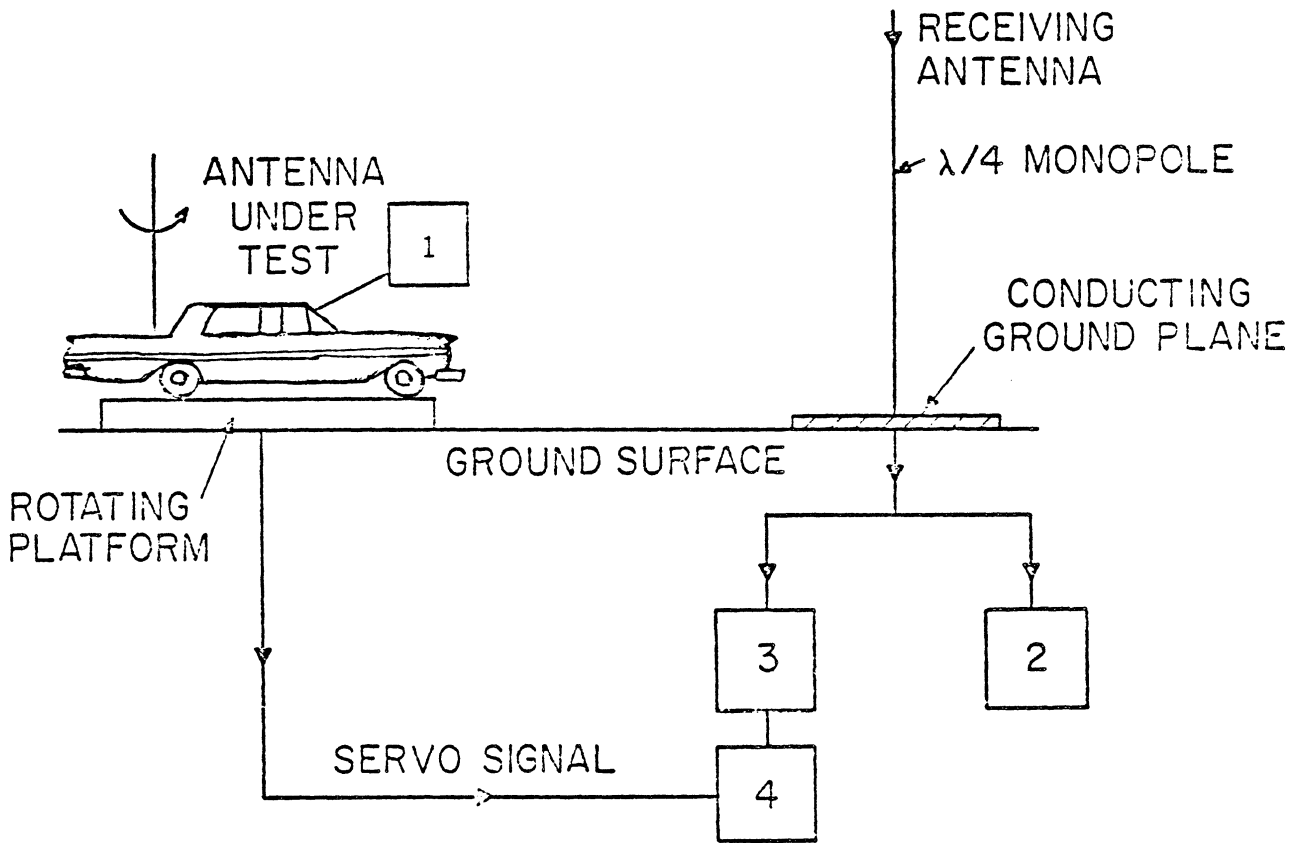 RECEIVING
ANTENNA
λ/4 MONOPOLE
ANTENNA
UNDER
TEST
1
CONDUCTING
GROUND PLANE
GROUND SURFACE
ROTATING
PLATFORM
3
2
SERVO SIGNAL
4